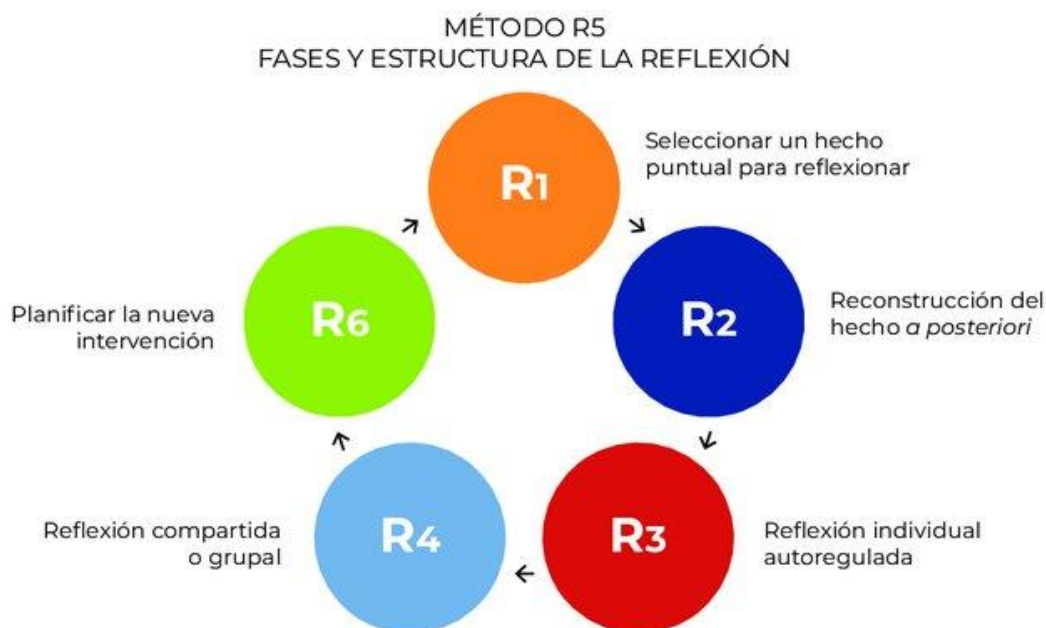 MÉTODO R5
FASES Y ESTRUCTURA DE LA REFLEXIÓN
R1
Seleccionar un hecho
puntual para reflexionar
R2
Reconstrucción del
hecho a posteriori
R3
Reflexión individual
autoregulada
R4
Reflexión compartida
o grupal
R6
Planificar la nueva
intervención